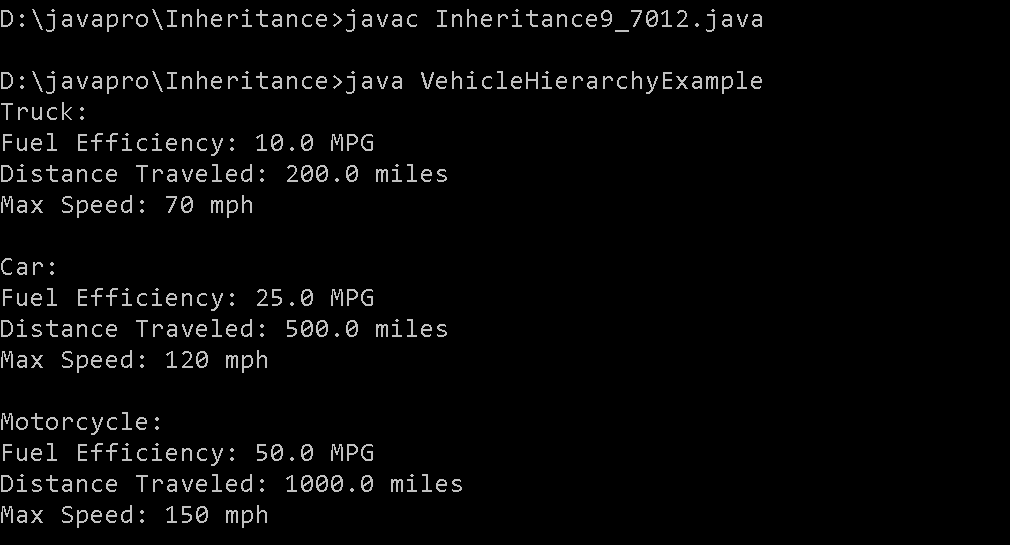 D:\javapro\Inheritance>javac Inheritance9_7012.java
D:\javapro\Inheritance>java VehicleHierarchyExample
Truck:
Fuel Efficiency: 10.0 MPG
Distance Traveled: 200.0 miles
Max Speed: 70 mph
Car:
Fuel Efficiency: 25.0 MPG
Distance Traveled: 500.0 miles
Max Speed: 120 mph
Motorcycle:
Fuel Efficiency: 50.0 MPG
Distance Traveled: 1000.0 miles
Max Speed: 150 mph